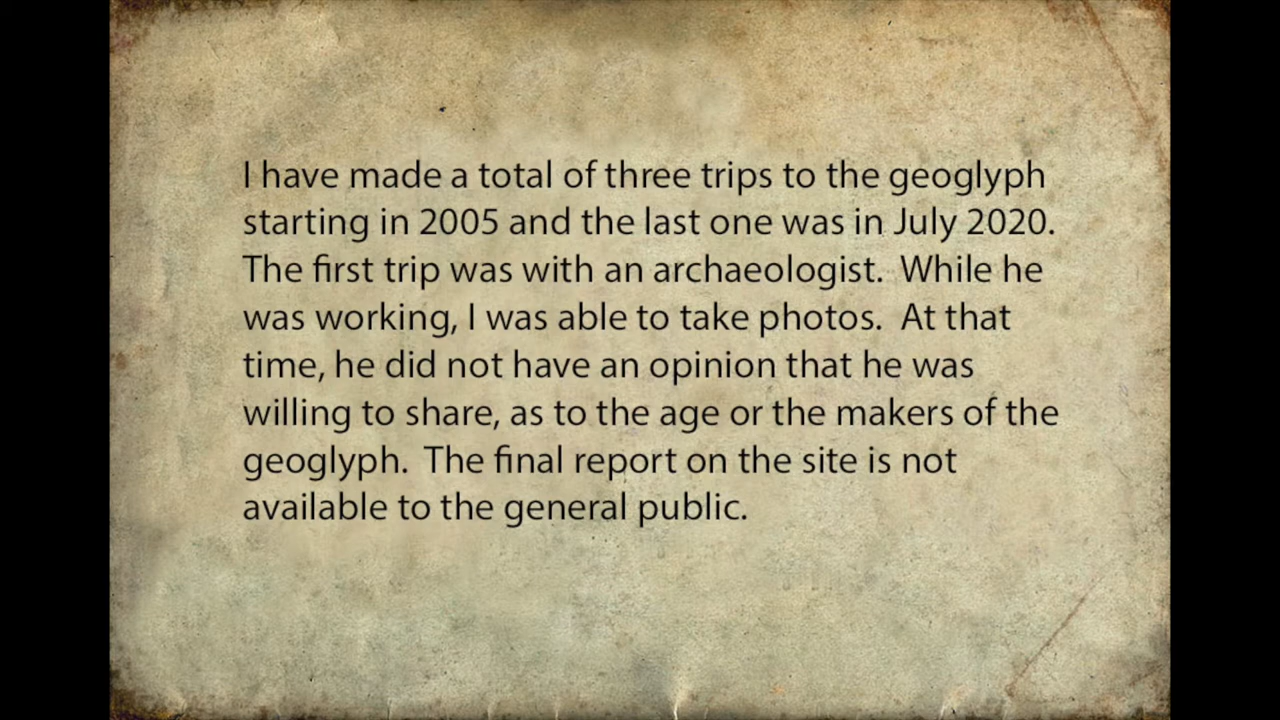 I have made a total of three trips to the geoglyph
starting in 2005 and the last one was in July 2020.
The first trip was with an archaeologist.  While he
was working, I was able to take photos.  At that
time, he did not have an opinion that he was
willing to share, as to the age or the makers of the
geoglyph.  The final report on the site is not
available to the general public.